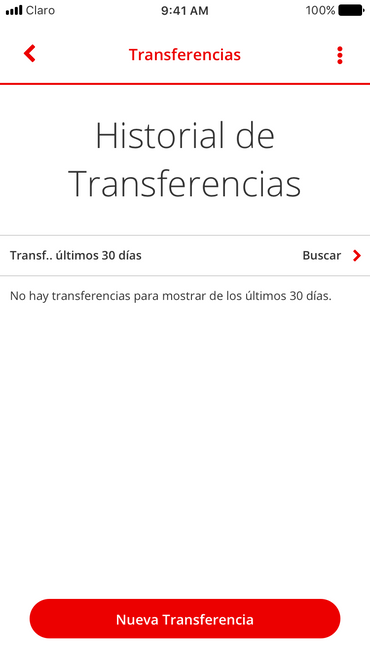 Claro 9:41 AM 100%
Transferencias
Historial de
Transferencias
Transf.. últimos 30 días Buscar
No hay transferencias para mostrar de los últimos 30 días.
Nueva Transferencia